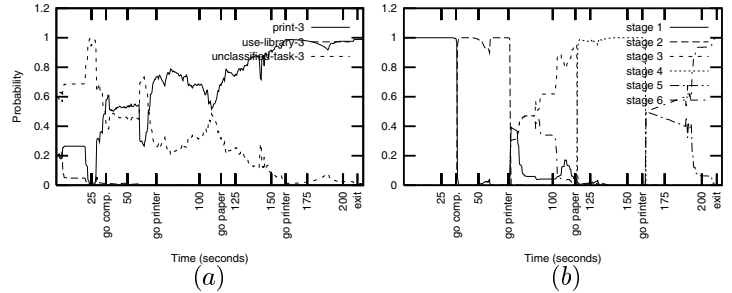 1.2
1
0.8
0.6
0.4
0.2
0
Probability
print-3
use-library-3
unclassified-task-3
25
go comp.
50
go printer
100
go paper
125
150
go printer
200
exit
Time (seconds)
(a)
1.2
1
0.8
0.6
0.4
0.2
0
stage 1
stage 2
stage 3
stage 4
stage 5
stage 6
25
go comp.
50
go printer
100
go paper
125
150
go printer
200
exit
Time (seconds)
(b)